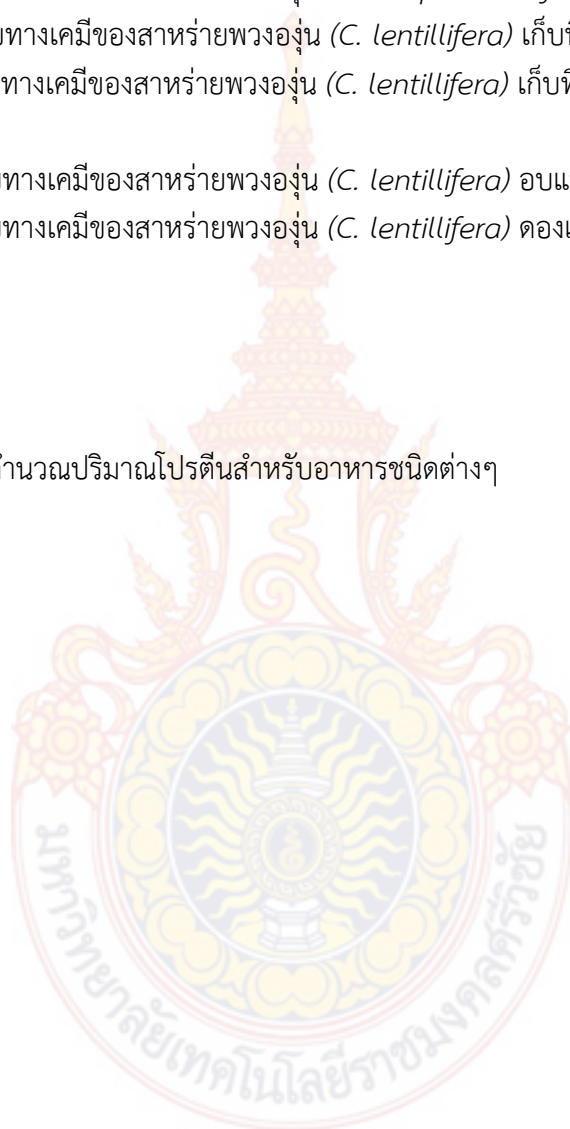 ทางเคมีของสาหร่ายพวงองุ่น (C. lentillifera) เก็บที
ทางเคมีของสาหร่ายพวงองุ่น (C. lentillifera) เก็บที
ทางเคมีของสาหร่ายพวงองุ่น (C. lentillifera) อบแ
ทางเคมีของสาหร่ายพวงองุ่น (C. lentillifera) ดอง
คำนวณปริมาณโปรตีนสำหรับอาหารชนิดต่างๆ
มหาวิทยาลัยเทคโนโลยีราชมงคลศรีวิชัย